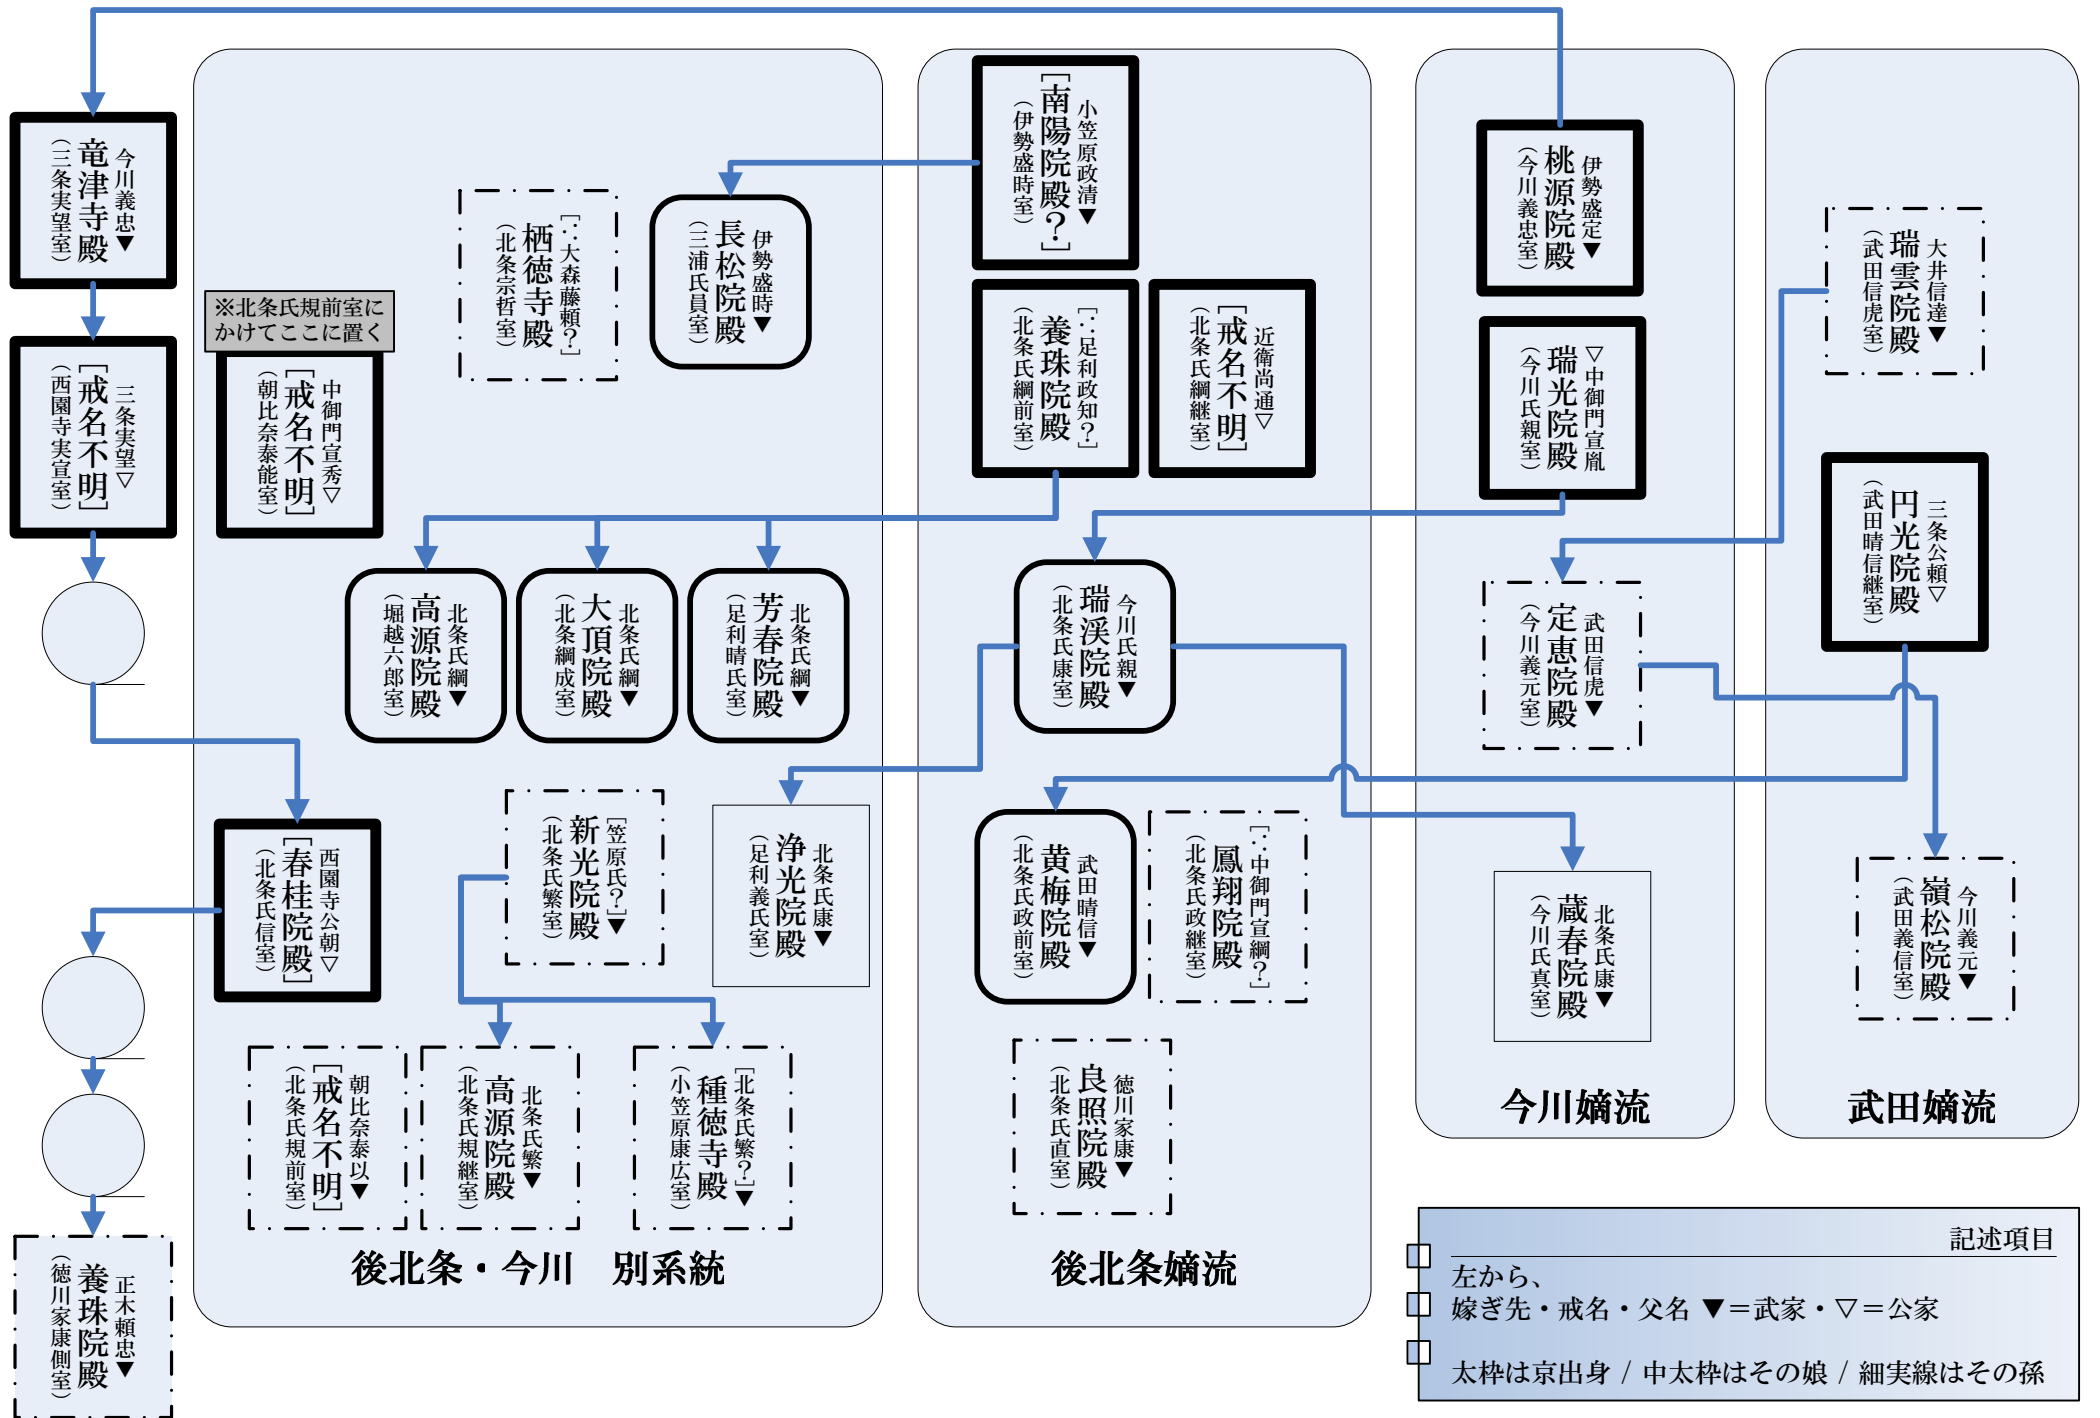 今川義忠▼
竜津寺殿
（三条実望室）
三条実望▽
［戒名不明］
（西園寺実宣室）
※北条氏規前室に
かけてここに置く
中御門宣秀▽
［戒名不明］
（朝比奈泰能室）
［∵大森藤頼？］
栖徳寺殿
（北条宗哲室）
伊勢盛時▼
長松院殿
（三浦氏員室）
北条氏綱▼
高源院殿
（堀越六郎室）
北条氏綱▼
大頂院殿
（北条綱成室）
北条氏綱▼
芳春院殿
（足利晴氏室）
西園寺公朝▽
［春桂院殿］
（北条氏信室）
［笠原氏？］▼
新光院殿
（北条氏繁室）
北条氏康▼
浄光院殿
（足利義氏室）
朝比奈泰以▼
［戒名不明］
（北条氏規前室）
北条氏繁▼
高源院殿
（北条氏規継室）
［北条氏繁？］▼
種徳寺殿
（小笠原康広室）
後北条・今川　別系統
正木頼忠▼
養珠院殿
（徳川家康側室）
小笠原政清▼
［南陽院殿？］
（伊勢盛時室）
［∵足利政知？］
養珠院殿
（北条氏綱前室）
近衛尚通▽
［戒名不明］
（北条氏綱継室）
今川氏親▼
瑞渓院殿
（北条氏康室）
武田晴信▼
黄梅院殿
（北条氏政前室）
［∵中御門宣綱？］
鳳翔院殿
（北条氏政継室）
徳川家康▼
良照院殿
（北条氏直室）
後北条嫡流
伊勢盛定▼
桃源院殿
（今川義忠室）
▽中御門宣胤
瑞光院殿
（今川氏親室）
武田信虎▼
定恵院殿
（今川義元室）
北条氏康▼
蔵春院殿
（今川氏真室）
今川嫡流
大井信達▼
瑞雲院殿
（武田信虎室）
三条公頼▽
円光院殿
（武田晴信継室）
今川義元▼
嶺松院殿
（武田義信室）
武田嫡流
記述項目
左から、
嫁ぎ先・戒名・父名 ▼＝武家・▽＝公家
太枠は京出身 / 中太枠はその娘 / 細実線はその孫